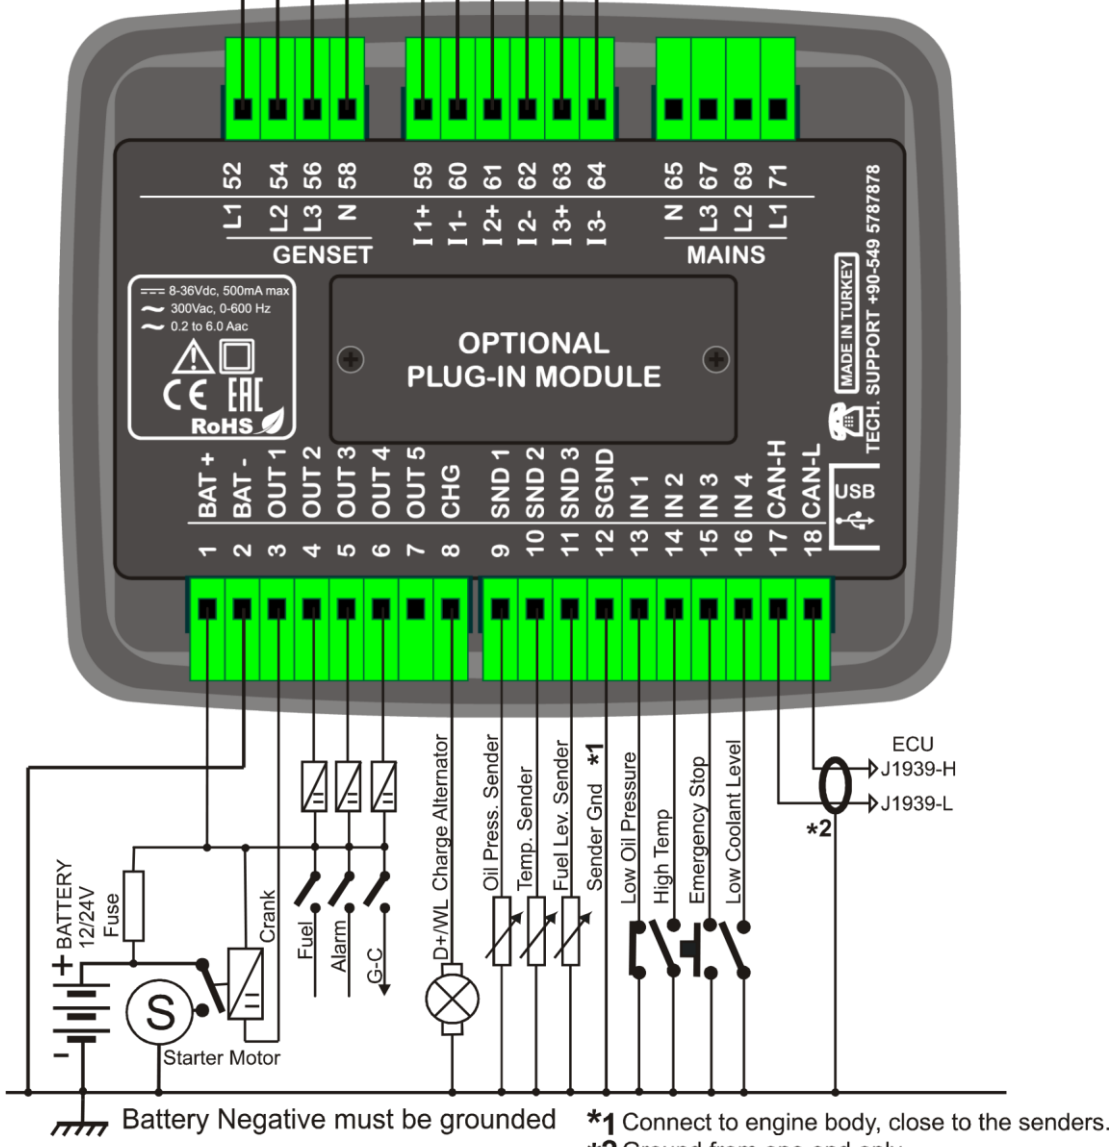 52 54 56 58 59 60 61 62 63 64 65 67 69 71
L1 L2 L3 N I1+ I1- I2+ I2- I3+ I3- N L3 L2 L1
GENSET MAINS
8-36Vdc, 500mA max
300Vac, 0-600 Hz
0.2 to 6.0 Aac
CE EAC
RoHS
OPTIONAL
PLUG-IN MODULE
MADE IN TURKEY
TECH. SUPPORT +90-549 5787878
BAT + BAT - OUT 1 OUT 2 OUT 3 OUT 4 OUT 5 CHG SND 1 SND 2 SND 3 SGND IN 1 IN 2 IN 3 IN 4 CAN-H CAN-L
USB
1 2 3 4 5 6 7 8 9 10 11 12 13 14 15 16 17 18
D+/WL Charge Alternator
Oil Press. Sender
Temp. Sender
Fuel Lev. Sender
Sender Gnd *1
Low Oil Pressure
High Temp
Emergency Stop
Low Coolant Level
ECU
J1939-H
J1939-L
*2
+ BATTERY
12/24V
Fuse
Crank
Fuel
Alarm
G-C
S
-
Starter Motor
Battery Negative must be grounded
*1 Connect to engine body, close to the senders.
*2 Ground from one end only